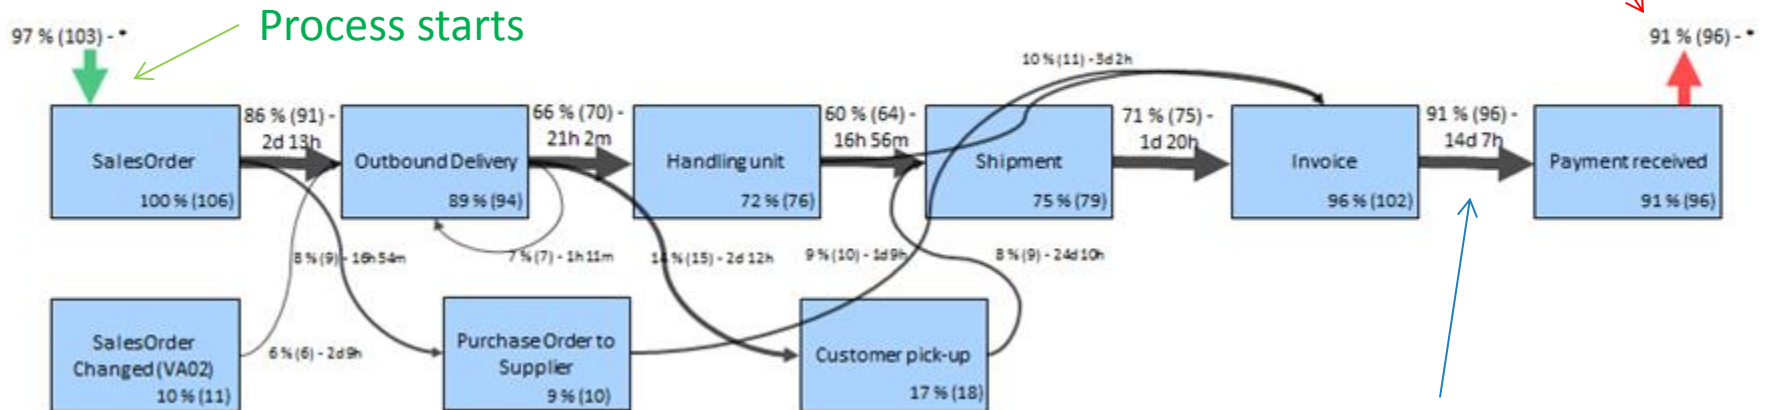 Process starts
97 % (103) - *
91 % (96) - *
10 % (11) - 3d 2h
86 % (91) -
2d 13h
66 % (70) -
21h 2m
60 % (64) -
16h 56m
71 % (75) -
1d 20h
91 % (96) -
14d 7h
SalesOrder
100 % (106)
Outbound Delivery
89 % (94)
Handling unit
72 % (76)
Shipment
75 % (79)
Invoice
96 % (102)
Payment received
91 % (96)
8 % (9) - 16h 54m
7 % (7) - 1h 11m
14 % (15) - 2d 12h
9 % (10) - 1d 9h
8 % (9) - 24d 10h
6 % (6) - 2d 9h
SalesOrder
Changed (VA02)
10 % (11)
Purchase Order to
Supplier
9 % (10)
Customer pick-up
17 % (18)